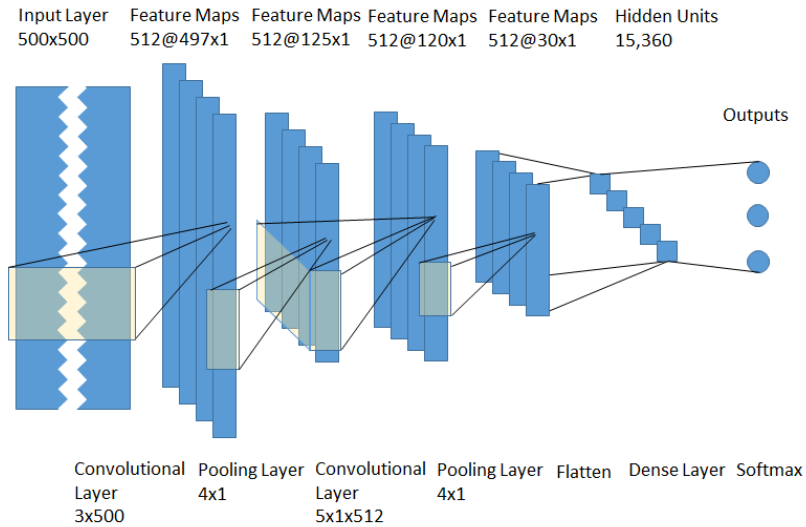 Input Layer
500x500
Feature Maps
512@497x1
Feature Maps
512@125x1
Feature Maps
512@120x1
Feature Maps
512@30x1
Hidden Units
15,360
Outputs
Convolutional
Layer
3x500
Pooling Layer
4x1
Convolutional
Layer
5x1x512
Pooling Layer
4x1
Flatten
Dense Layer
Softmax